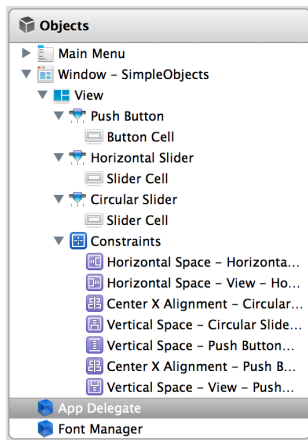 Objects
Main Menu
Window – SimpleObjects
View
Push Button
Button Cell
Horizontal Slider
Slider Cell
Circular Slider
Slider Cell
Constraints
Horizontal Space – Horizonta...
Horizontal Space – View – Ho...
Center X Alignment – Circular...
Vertical Space – Circular Slide...
Vertical Space – Push Button...
Center X Alignment – Push B...
Vertical Space – View – Push...
App Delegate
Font Manager